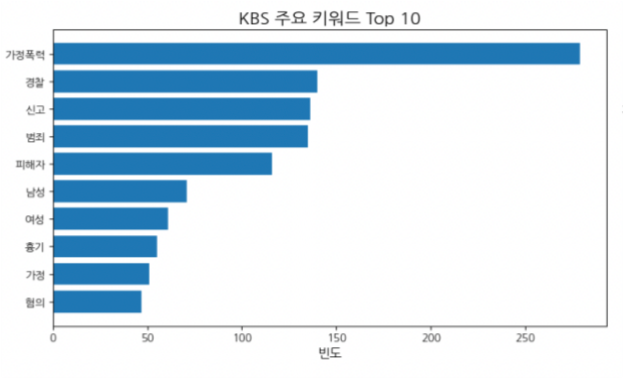 KBS 주요 키워드 Top 10
가정폭력
경찰
신고
범죄
피해자
남성
여성
흉기
가정
혐의
0 50 100 150 200 250
빈도